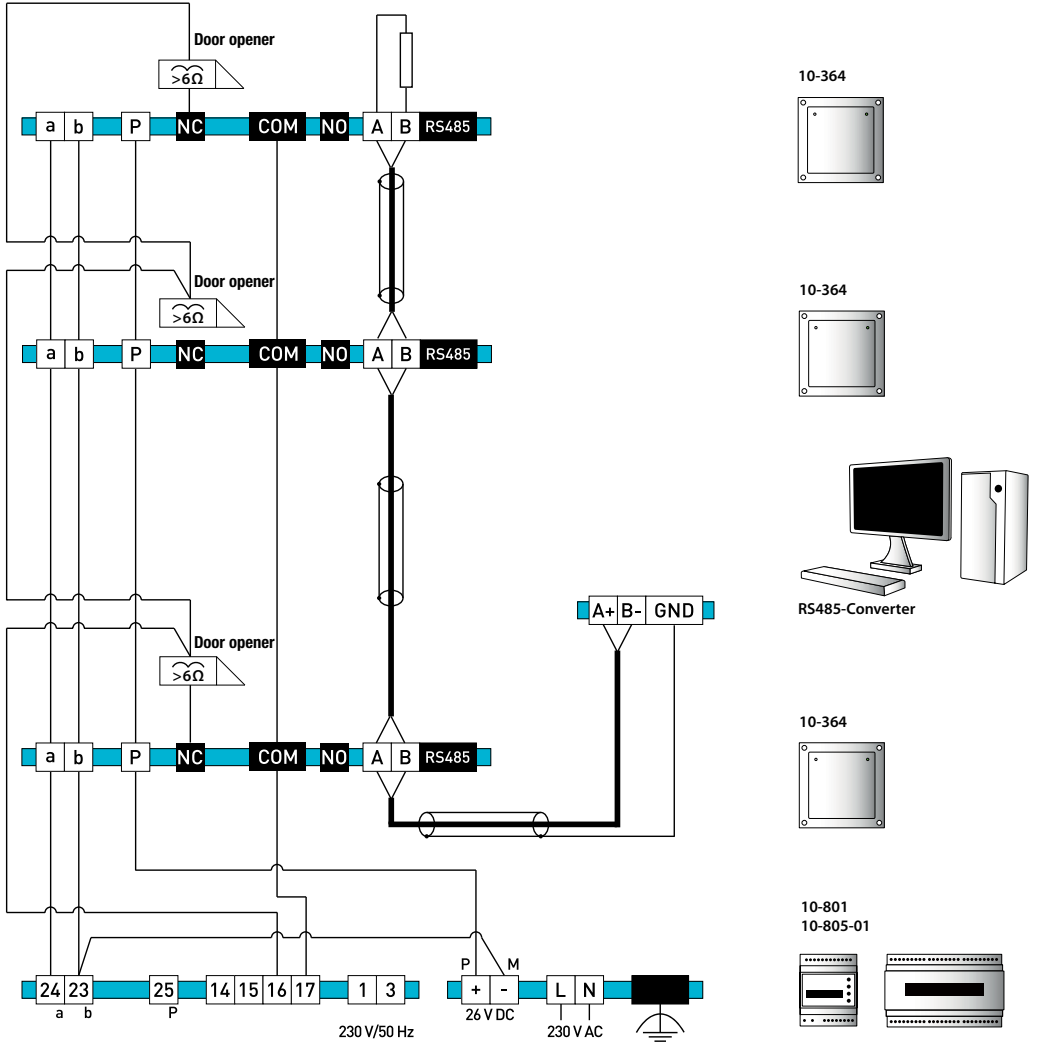 Door opener
>6Ω
a b P NC COM NO A B RS485
10-364
Door opener
>6Ω
a b P NC COM NO A B RS485
10-364
RS485-Converter
A+ B- GND
Door opener
>6Ω
a b P NC COM NO A B RS485
10-364
10-801
10-805-01
P M
24 23 25 14 15 16 17 1 3 + - L N
a b P 26 V DC
230 V/50 Hz 230 V AC